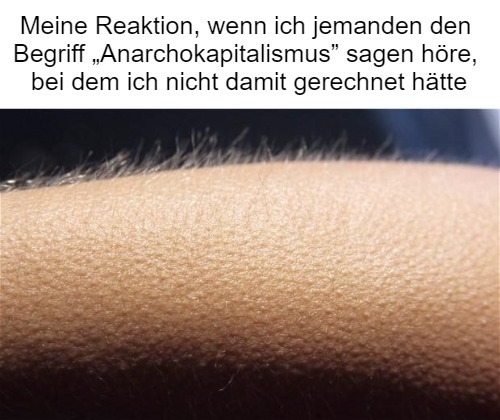 Meine Reaktion, wenn ich jemanden den
Begriff „Anarchokapitalismus” sagen höre,
bei dem ich nicht damit gerechnet hätte